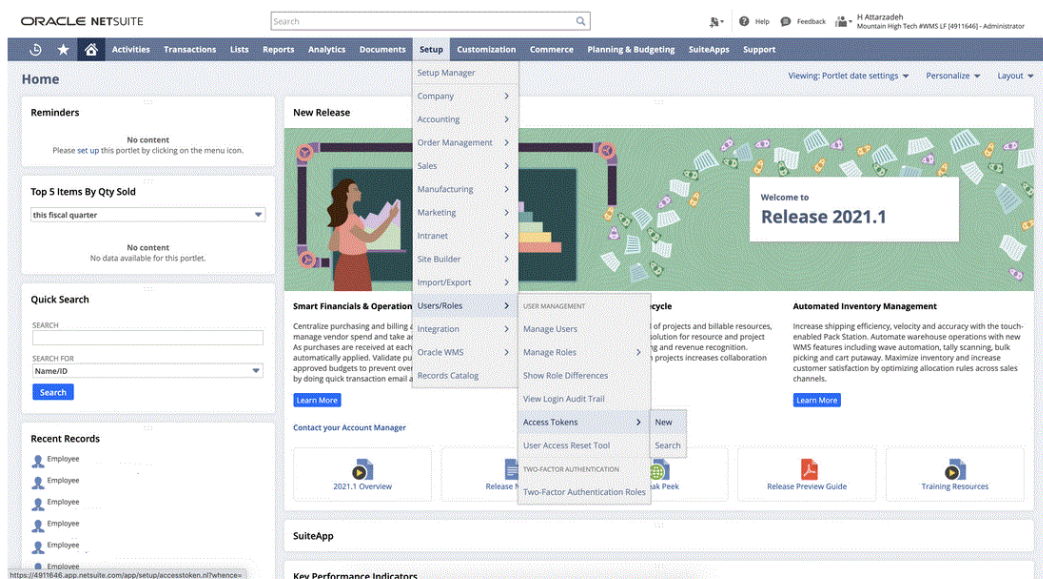 ORACLE NETSUITE
Search
Help
Feedback
H Attarzadeh
Mountain High Tech #WMS LF [4911646] - Administrator
Activities
Transactions
Lists
Reports
Analytics
Documents
Setup
Customization
Commerce
Planning & Budgeting
SuiteApps
Support
Home
Viewing: Portlet date settings
Personalize
Layout
Setup Manager
Company
Accounting
Order Management
Sales
Manufacturing
Marketing
Intranet
Site Builder
Import/Export
Users/Roles
Integration
Oracle WMS
Records Catalog
USER MANAGEMENT
Manage Users
Manage Roles
Show Role Differences
View Login Audit Trail
Access Tokens
User Access Reset Tool
TWO-FACTOR AUTHENTICATION
Two-Factor Authentication Roles
New
Search
Reminders
No content
Please set up this portlet by clicking on the menu icon.
Top 5 Items By Qty Sold
this fiscal quarter
No content
No data available for this portlet.
Quick Search
SEARCH
SEARCH FOR
Name/ID
Search
Recent Records
Employee
Employee
Employee
Employee
Employee
Employee
https://4911646.app.netsuite.com/app/setup/accesstoken.nl?whence=
New Release
Welcome to
Release 2021.1
Smart Financials & Operation
Centralize purchasing and billing
manage vendor spend and take
As purchases are received at each
automatically applied. Validate
approved budgets to prevent
by doing quick transaction email
Learn More
of projects and billable resources,
solution for resource and project
and revenue recognition.
projects increases collaboration
Automated Inventory Management
Increase shipping efficiency, velocity and accuracy with the touch-
enabled Pack Station. Automate warehouse operations with new
WMS features including wave automation, tally scanning, bulk
picking and cart putaway. Maximize inventory and increase
customer satisfaction by optimizing allocation rules across sales
channels.
Learn More
Contact your Account Manager
2021.1 Overview
Release
Peek
Release Preview Guide
Training Resources
SuiteApp
Key Performance Indicators